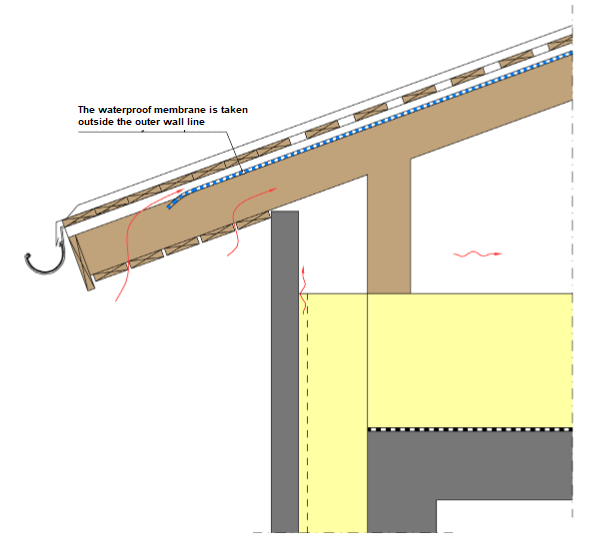 The waterproof membrane is taken
outside the outer wall line